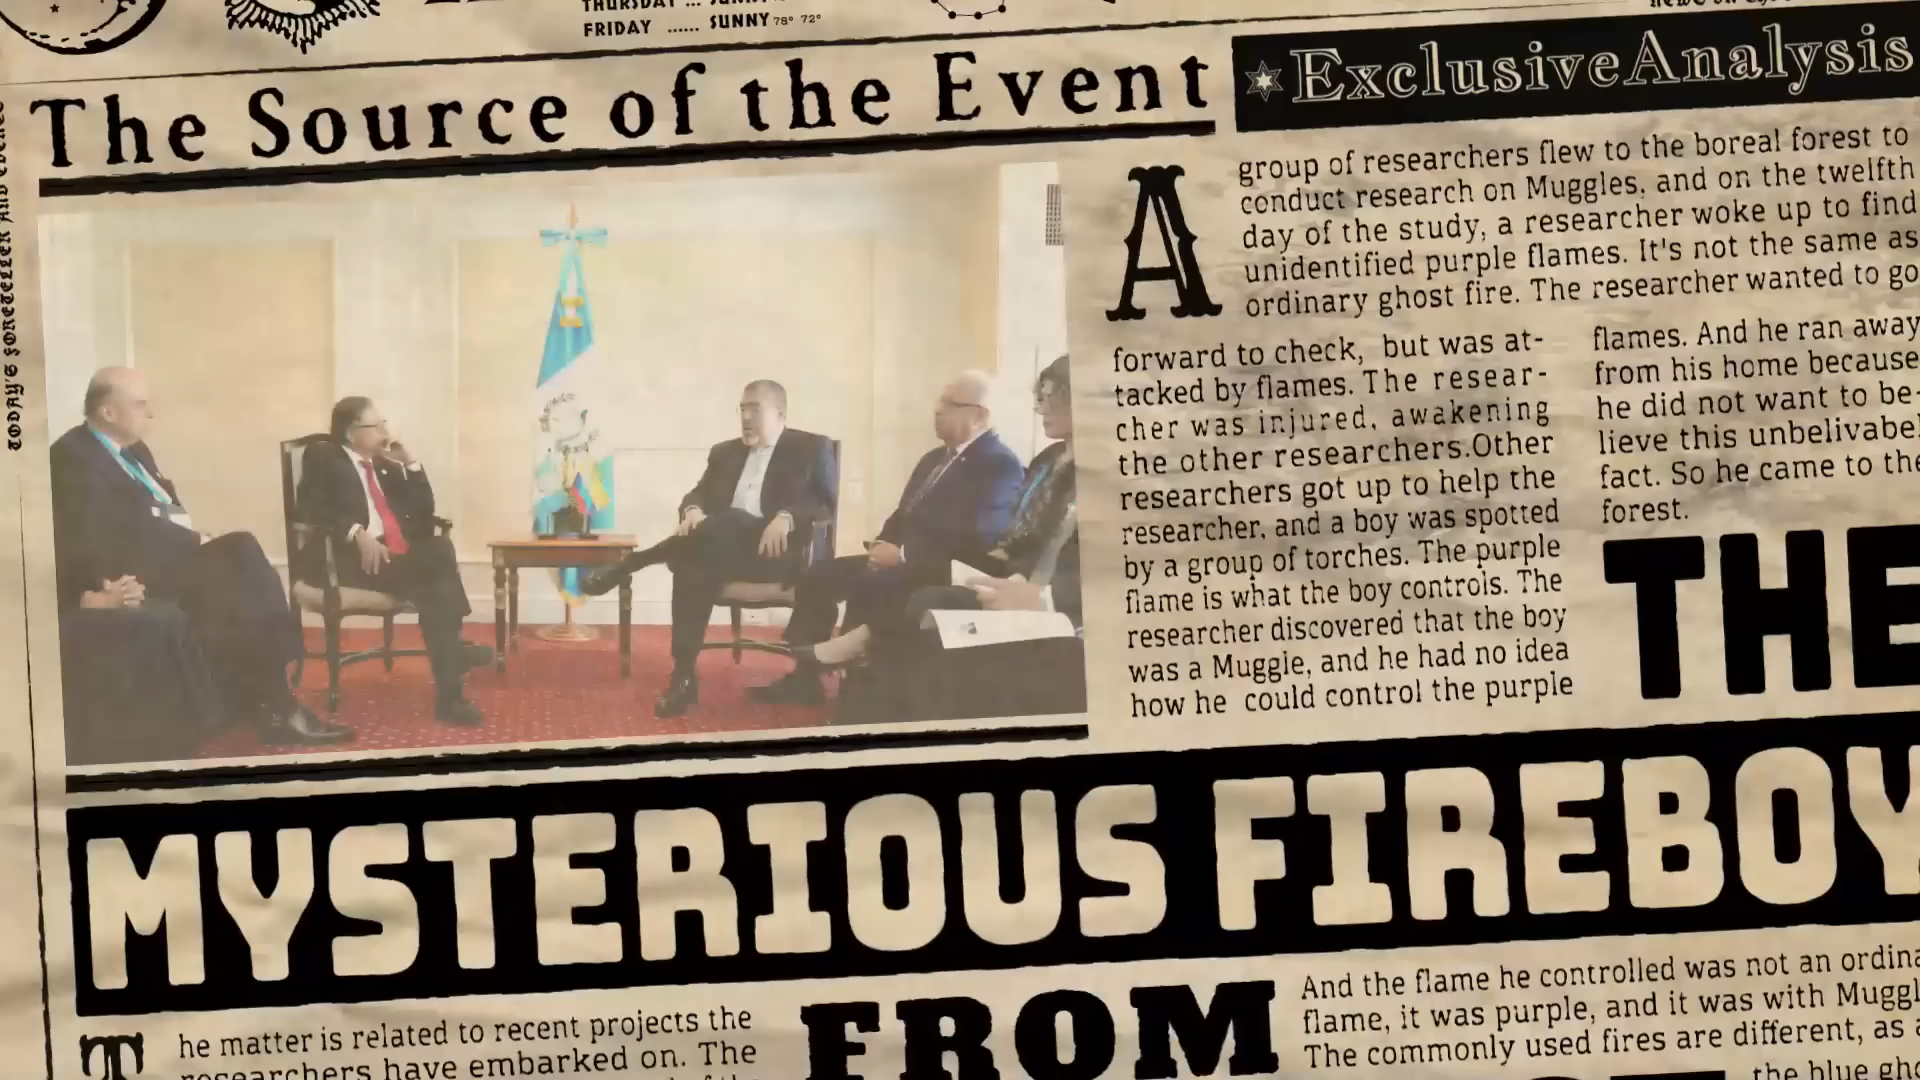 FRIDAY ...... SUNNY 78° 72°
The Source of the Event
ExclusiveAnalysis
A
group of researchers flew to the boreal forest to
conduct research on Muggles, and on the twelfth
day of the study, a researcher woke up to find
unidentified purple flames. It's not the same as
ordinary ghost fire. The researcher wanted to go
forward to check, but was at-
tacked by flames. The resear-
cher was injured, awakening
the other researchers.Other
researchers got up to help the
researcher, and a boy was spotted
by a group of torches. The purple
flame is what the boy controls. The
researcher discovered that the boy
was a Muggle, and he had no idea
how he could control the purple
flames. And he ran away
from his home because
he did not want to be-
lieve this unbelivabel
fact. So he came to the
forest.
THE
MYSTERIOUS FIREBOY
FROM
T
he matter is related to recent projects the
researchers have embarked on. The
And the flame he controlled was not an ordina
flame, it was purple, and it was with Muggl
The commonly used fires are different, as a
the blue gho
TODAY'S FORETELLER AND